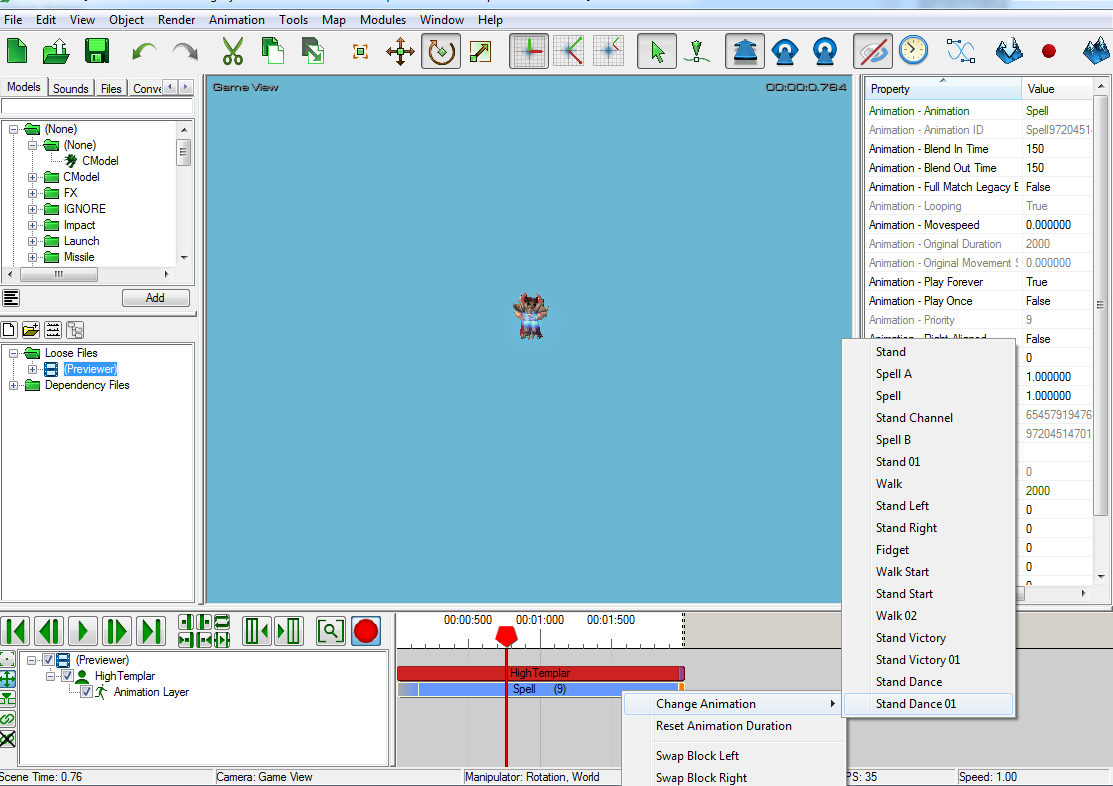 File Edit View Object Render Animation Tools Map Modules Window Help
Models Sounds Files Conve
(None)
(None)
CModel
CModel
FX
IGNORE
Impact
Launch
Missile
Add
Loose Files
(Previewer)
Dependency Files
Game View 00:00:0.764
Property Value
Animation - Animation Spell
Animation - Animation ID Spell97204514
Animation - Blend In Time 150
Animation - Blend Out Time 150
Animation - Full Match Legacy E False
Animation - Looping True
Animation - Movespeed 0.000000
Animation - Original Duration 2000
Animation - Original Movement S 0.000000
Animation - Play Forever True
Animation - Play Once False
Animation - Priority 9
Animation - Right Aligned False
0
1.000000
1.000000
65457919476
97204514701
0
2000
0
0
0
0
Stand
Spell A
Spell
Stand Channel
Spell B
Stand 01
Walk
Stand Left
Stand Right
Fidget
Walk Start
Stand Start
Walk 02
Stand Victory
Stand Victory 01
Stand Dance
Stand Dance 01
00:00:500 00:01:000 00:01:500
(Previewer)
HighTemplar
Animation Layer
HighTemplar
Spell (9)
Change Animation
Reset Animation Duration
Swap Block Left
Swap Block Right
Scene Time: 0.76 Camera: Game View Manipulator: Rotation, World PS: 35 Speed: 1.00